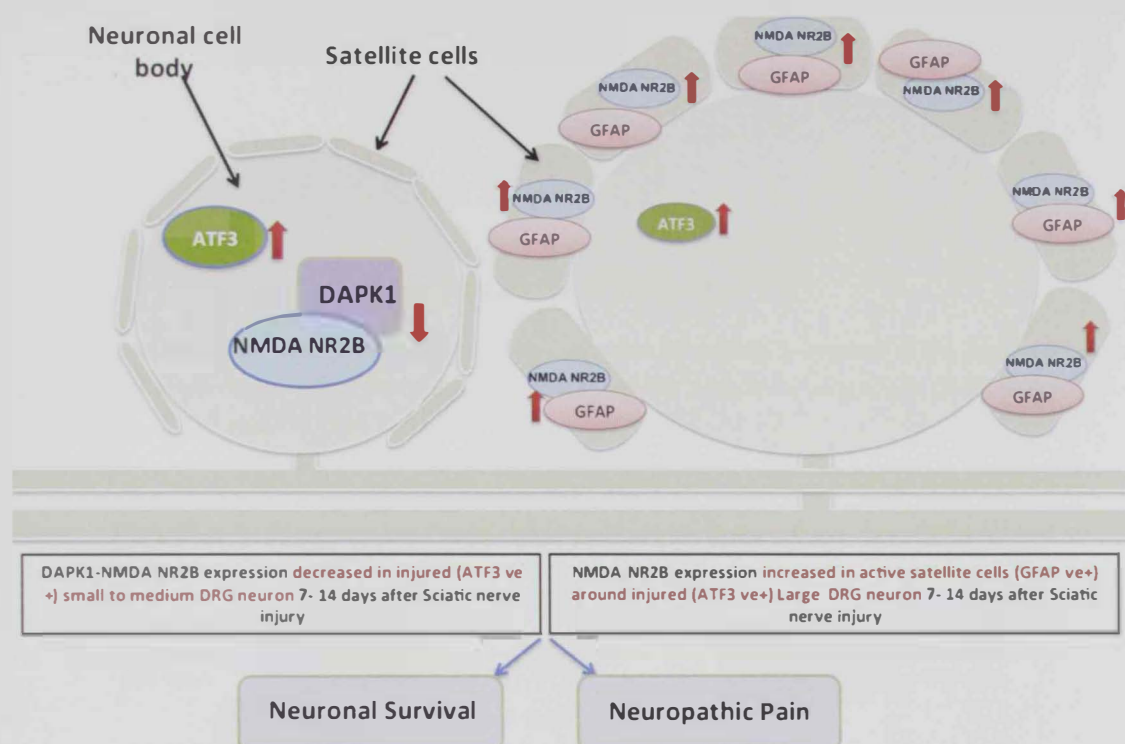 Neuronal cell
body
Satellite cells
NMDA NR2B
GFAP
GFAP
NMDA NR2B
NMDA NR2B
GFAP
NMDA NR2B
GFAP
NMDA NR2B
GFAP
ATF3
ATF3
DAPK1
NMDA NR2B
NMDA NR2B
GFAP
NMDA NR2B
GFAP
DAPK1-NMDA NR2B expression decreased in injured (ATF3 ve
+) small to medium DRG neuron 7- 14 days after Sciatic nerve
injury
NMDA NR2B expression increased in active satellite cells (GFAP ve+)
around injured (ATF3 ve+) Large DRG neuron 7- 14 days after Sciatic
nerve injury
Neuronal Survival
Neuropathic Pain